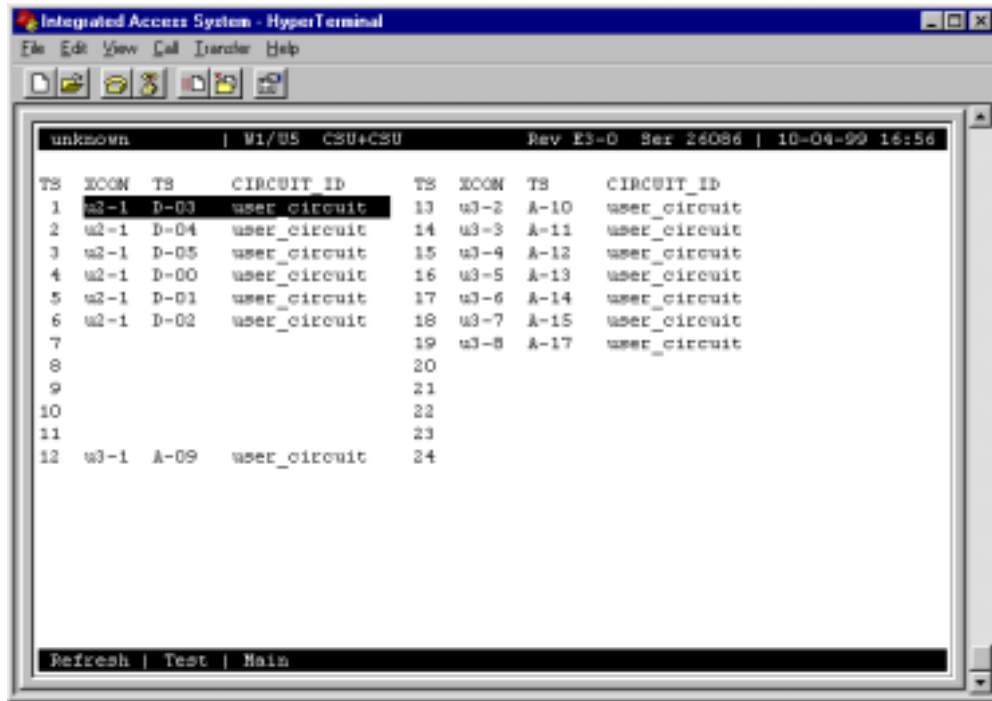 Integrated Access System - HyperTerminal
File Edit View Call Transfer Help
unknown | W1/U5 CSU+CSU Rev E3-0 Ser 26086 | 10-04-99 16:56
TS XCON TS CIRCUIT_ID TS XCON TS CIRCUIT_ID
1 u2-1 D-03 user_circuit 13 u3-2 A-10 user_circuit
2 u2-1 D-04 user_circuit 14 u3-3 A-11 user_circuit
3 u2-1 D-05 user_circuit 15 u3-4 A-12 user_circuit
4 u2-1 D-00 user_circuit 16 u3-5 A-13 user_circuit
5 u2-1 D-01 user_circuit 17 u3-6 A-14 user_circuit
6 u2-1 D-02 user_circuit 18 u3-7 A-15 user_circuit
7 19 u3-8 A-17 user_circuit
8 20
9 21
10 22
11 23
12 u3-1 A-09 user_circuit 24
Refresh | Test | Main